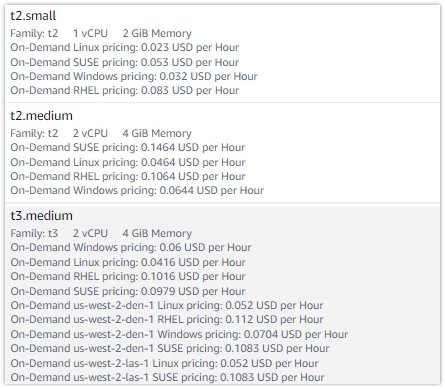 t2.small
Family: t2 1 vCPU 2 GiB Memory
On-Demand Linux pricing: 0.023 USD per Hour
On-Demand SUSE pricing: 0.053 USD per Hour
On-Demand Windows pricing: 0.032 USD per Hour
On-Demand RHEL pricing: 0.083 USD per Hour
t2.medium
Family: t2 2 vCPU 4 GiB Memory
On-Demand SUSE pricing: 0.1464 USD per Hour
On-Demand Linux pricing: 0.0464 USD per Hour
On-Demand RHEL pricing: 0.1064 USD per Hour
On-Demand Windows pricing: 0.0644 USD per Hour
t3.medium
Family: t3 2 vCPU 4 GiB Memory
On-Demand Windows pricing: 0.06 USD per Hour
On-Demand Linux pricing: 0.0416 USD per Hour
On-Demand RHEL pricing: 0.1016 USD per Hour
On-Demand SUSE pricing: 0.0979 USD per Hour
On-Demand us-west-2-den-1 Linux pricing: 0.052 USD per Hour
On-Demand us-west-2-den-1 RHEL pricing: 0.112 USD per Hour
On-Demand us-west-2-den-1 Windows pricing: 0.0704 USD per Hour
On-Demand us-west-2-den-1 SUSE pricing: 0.1083 USD per Hour
On-Demand us-west-2-las-1 Linux pricing: 0.052 USD per Hour
On-Demand us-west-2-las-1 SUSE pricing: 0.1083 USD per Hour